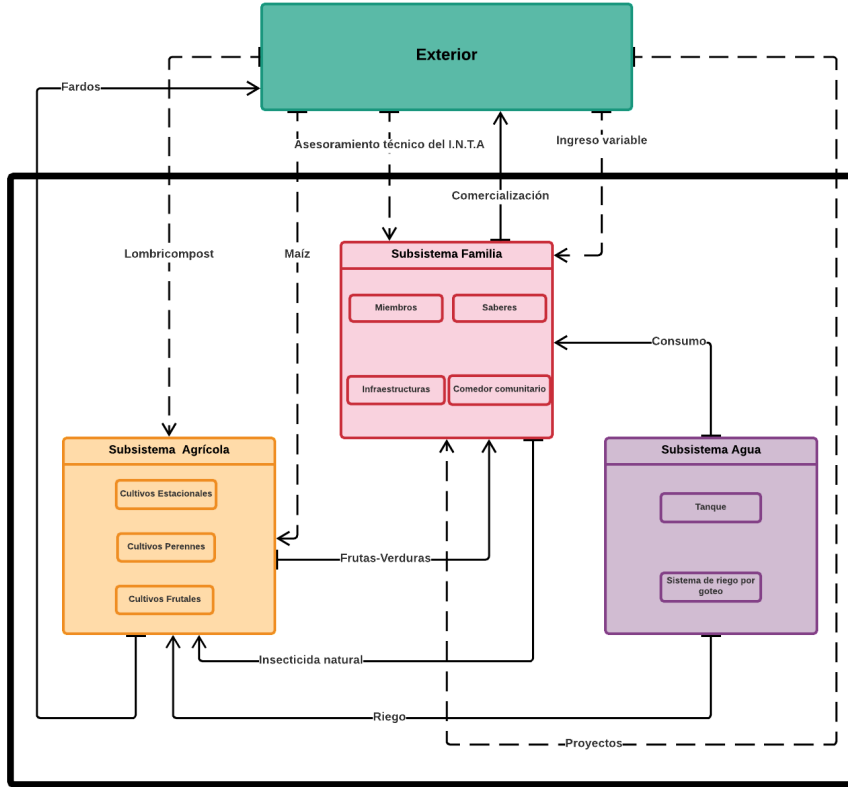 Exterior
Fardos
Asesoramiento técnico del I.N.T.A
Ingreso variable
Comercialización
Lombricompost
Maíz
Subsistema Familia
Miembros
Saberes
Infraestructuras
Comedor comunitario
Consumo
Subsistema Agrícola
Cultivos Estacionales
Cultivos Perennes
Cultivos Frutales
Subsistema Agua
Tanque
Sistema de riego por
goteo
Frutas-Verduras
Insecticida natural
Riego
Proyectos